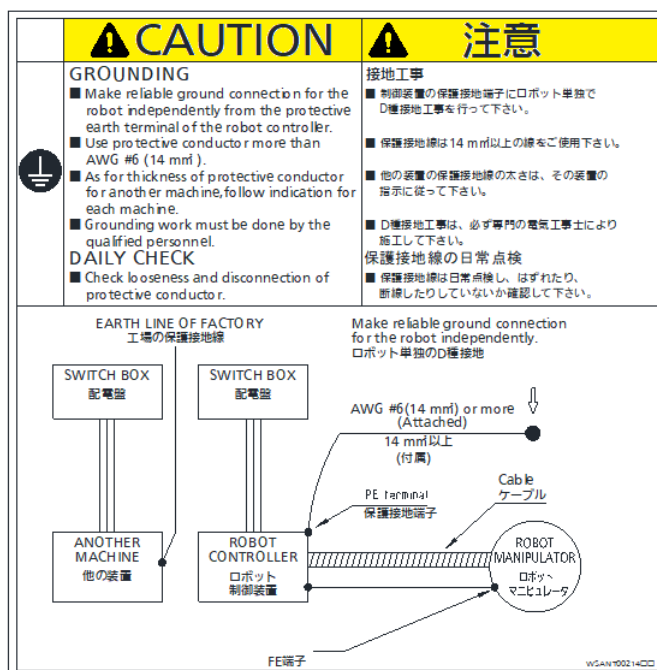 CAUTION
注意
GROUNDING
■ Make reliable ground connection for the
robot independently from the protective
earth terminal of the robot controller.
■ Use protective conductor more than
AWG #6 (14 m㎡).
■ As for thickness of protective conductor
for another machine,follow indication for
each machine.
■ Grounding work must be done by the
qualified personnel.
DAILY CHECK
■ Check looseness and disconnection of
protective conductor.
接地工事
■ 制御装置の保護接地端子にロボット単独で
D種接地工事を行って下さい。
■ 保護接地線は14 m㎡以上の線をご使用下さい。
■ 他の装置の保護接地線の太さは、その装置の
指示に従って下さい。
■ D種接地工事は、必ず専門の電気工事士により
施工して下さい。
保護接地線の日常点検
■ 保護接地線は日常点検し、はずれたり、
断線したりしていないか確認して下さい。
EARTH LINE OF FACTORY
工場の保護接地線
Make reliable ground connection
for the robot independently.
ロボット単独のD種接地
SWITCH BOX
配電盤
SWITCH BOX
配電盤
AWG #6(14 m㎡) or more
(Attached)
14 m㎡以上
(付属)
PE terminal
保護接地端子
Cable
ケーブル
ANOTHER
MACHINE
他の装置
ROBOT
CONTROLLER
ロボット
制御装置
ROBOT
MANIPULATOR
ロボット
マニピュレータ
FE端子
WSANT00214□□